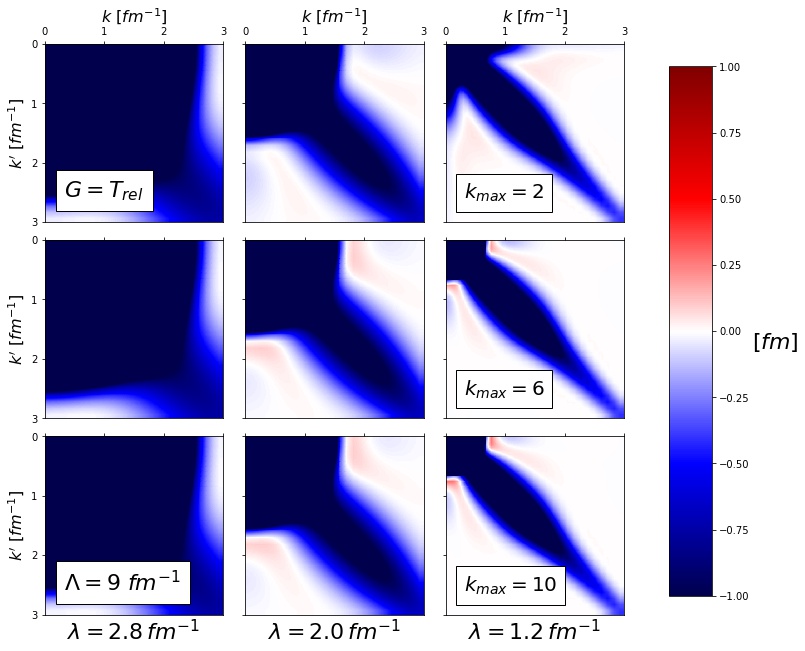 k [fm⁻¹] k [fm⁻¹] k [fm⁻¹]
0 1 2 3 0 1 2 3 0 1 2 3
0
1
2
3
k′ [fm⁻¹]
G = T_rel
k_max = 2
0
1
2
3
k′ [fm⁻¹]
k_max = 6
0
1
2
3
k′ [fm⁻¹]
Λ = 9 fm⁻¹
k_max = 10
λ = 2.8 fm⁻¹ λ = 2.0 fm⁻¹ λ = 1.2 fm⁻¹
1.00
0.75
0.50
0.25
0.00
−0.25
−0.50
−0.75
−1.00
[fm]